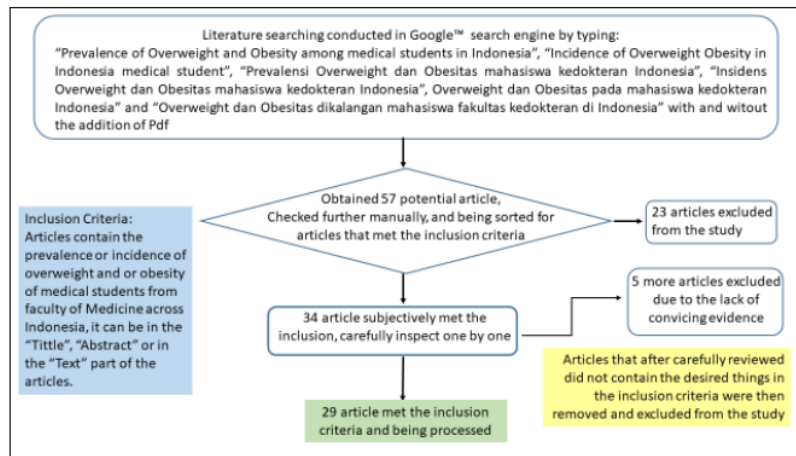 Literature searching conducted in Google™ search engine by typing:
“Prevalence of Overweight and Obesity among medical students in Indonesia”, “Incidence of Overweight Obesity in
Indonesia medical student”, “Prevalensi Overweight dan Obesitas mahasiswa kedokteran Indonesia”, “Insidens
Overweight dan Obesitas mahasiswa kedokteran Indonesia”, Overweight dan Obesitas pada mahasiswa kedokteran
Indonesia” and “Overweight dan Obesitas dikalangan mahasiswa fakultas kedokteran di Indonesia” with and witout
the addition of Pdf
Obtained 57 potential article,
Checked further manually, and being sorted for
articles that met the inclusion criteria
23 articles excluded
from the study
Inclusion Criteria:
Articles contain the
prevalence or incidence of
overweight and or obesity
of medical students from
faculty of Medicine across
Indonesia, it can be in the
“Tittle”, “Abstract” or in
the “Text” part of the
articles.
34 article subjectively met the
inclusion, carefully inspect one by one
5 more articles excluded
due to the lack of
convicing evidence
Articles that after carefully reviewed
did not contain the desired things in
the inclusion criteria were then
removed and excluded from the study
29 article met the inclusion
criteria and being processed